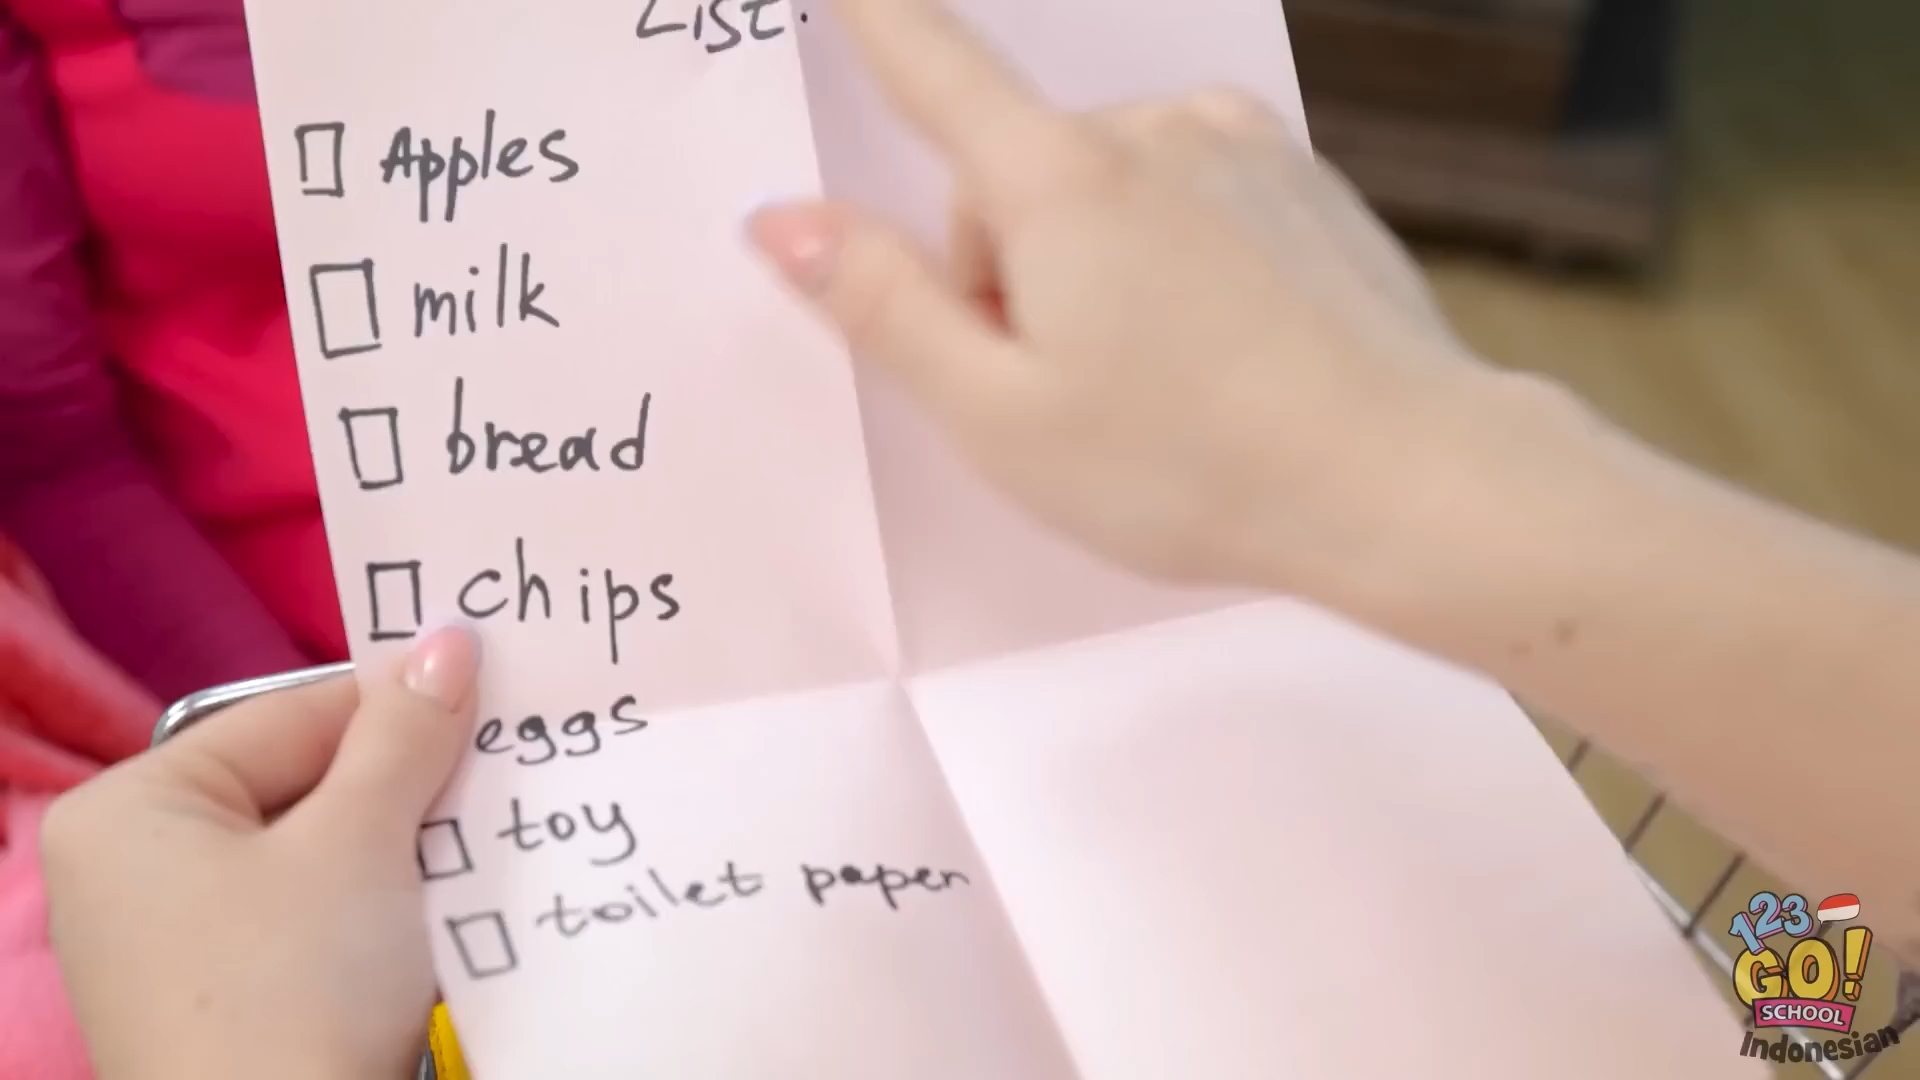 List.
Apples
milk
bread
chips
eggs
toy
toilet paper
123
GO!
SCHOOL
Indonesian